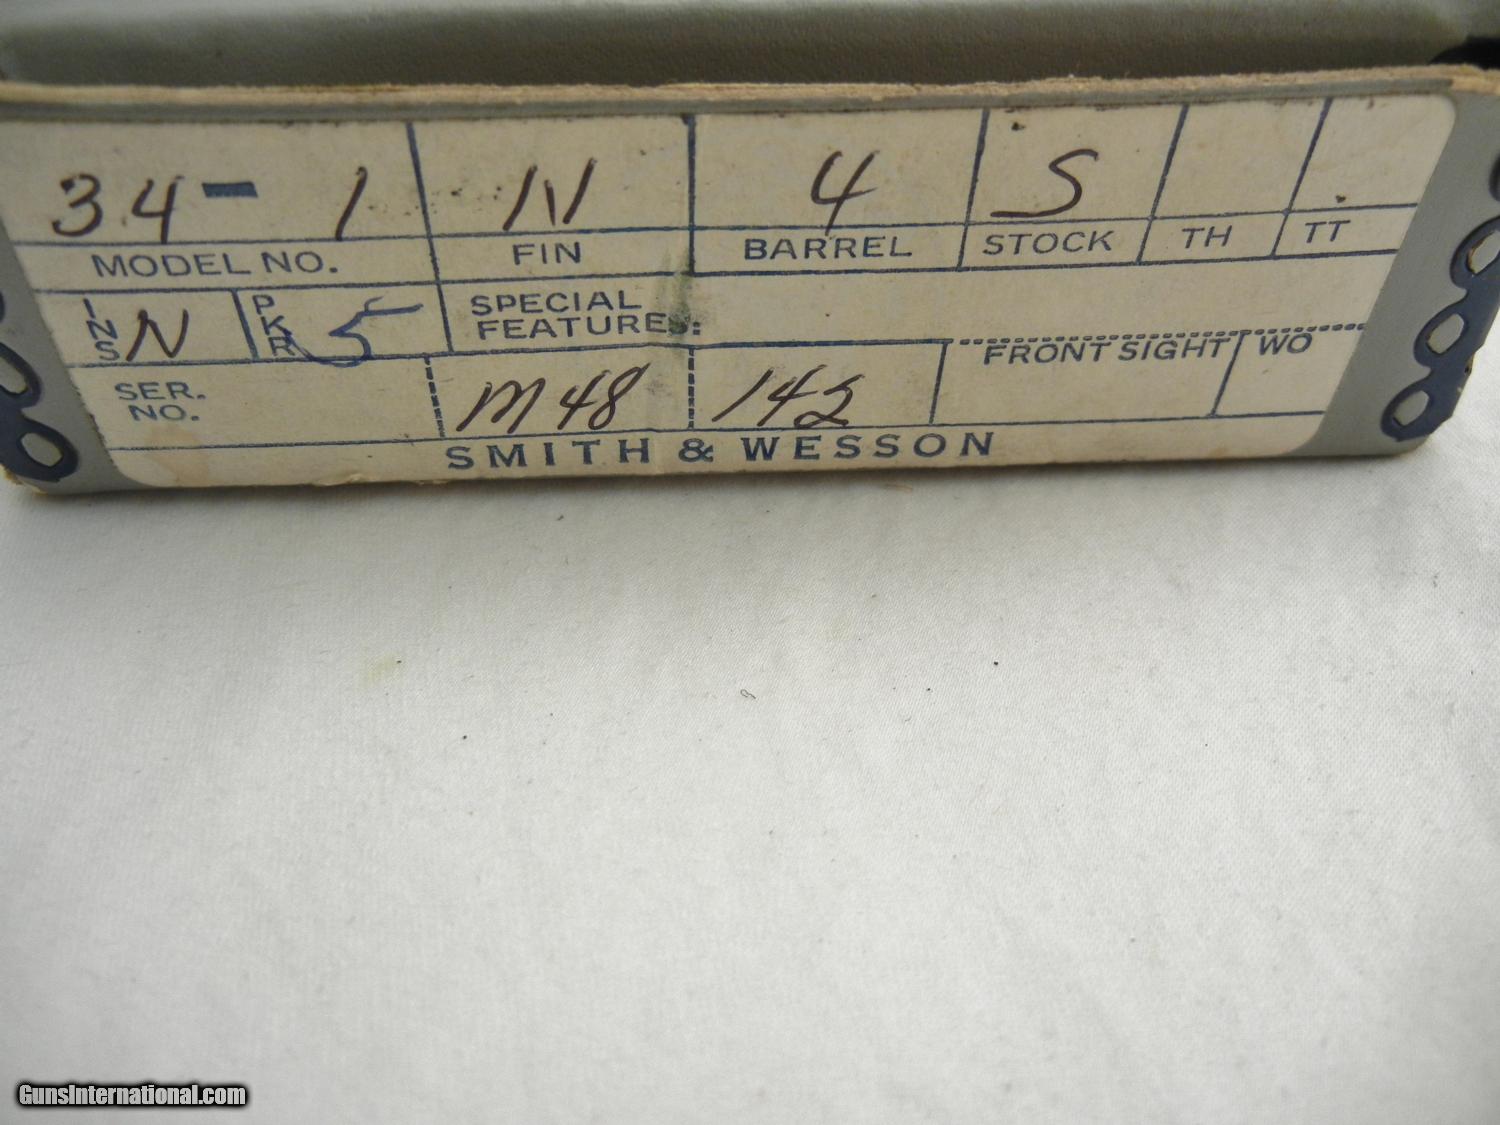 34-1 N 4 S
MODEL NO. FIN BARREL STOCK TH TT
INS N PKR 5 SPECIAL FEATURES:
FRONT SIGHT WO
SER. NO. M48 142
SMITH & WESSON
GunsInternational.com